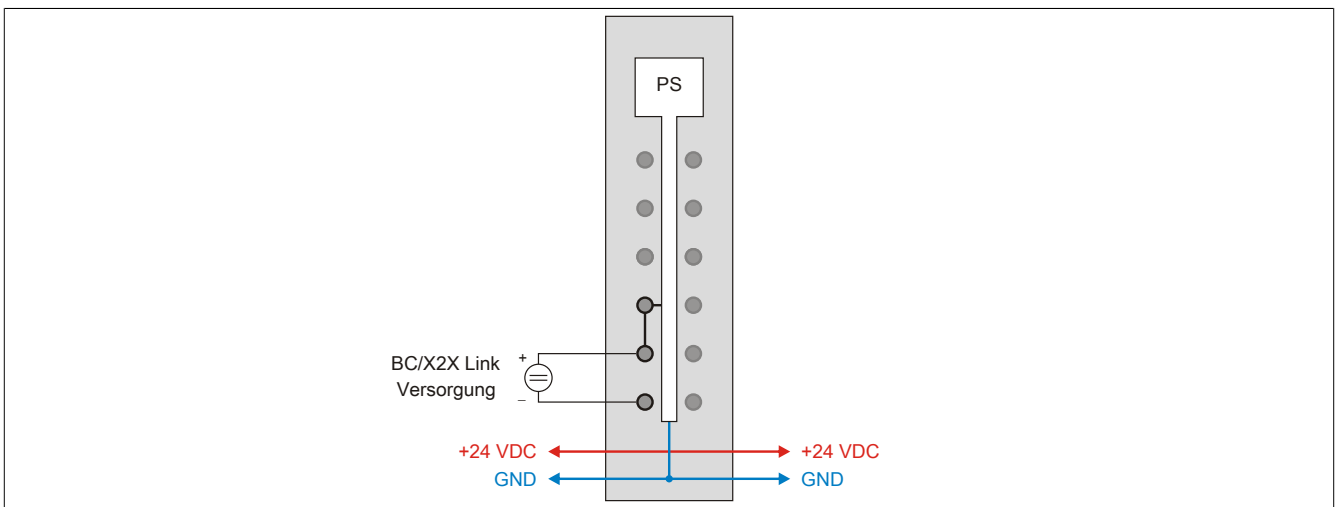 PS
BC/X2X Link
Versorgung
+
–
+24 VDC
+24 VDC
GND
GND